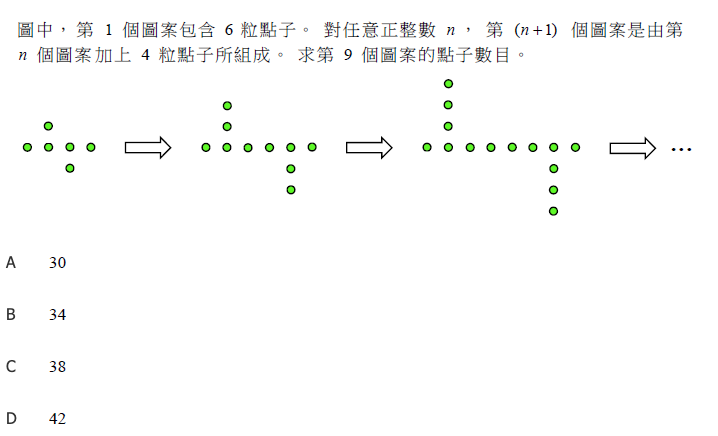 圖中，第 1 個圖案包含 6 粒點子。 對任意正整數 n ， 第 (n+1) 個圖案是由第
n 個圖案加上 4 粒點子所組成。 求第 9 個圖案的點子數目。
...
A 30
B 34
C 38
D 42